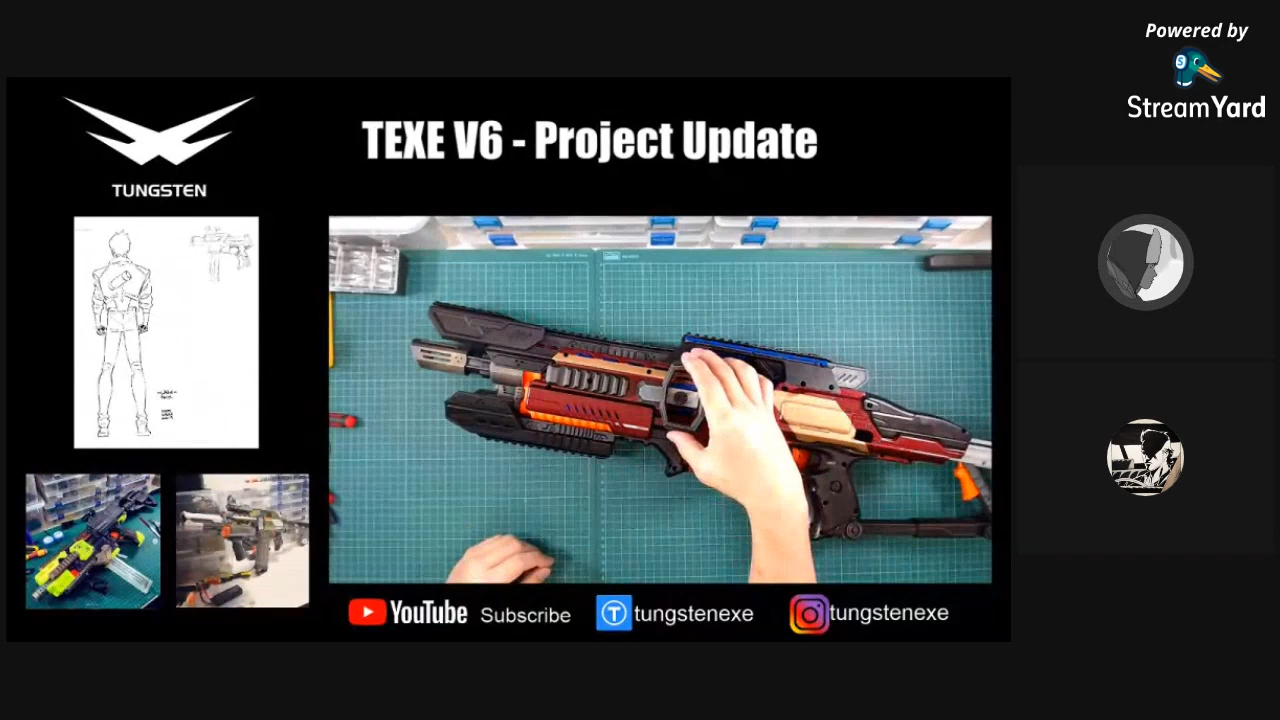 Powered by
StreamYard
TEXE V6 - Project Update
TUNGSTEN
YouTube Subscribe
tungstenexe
tungstenexe